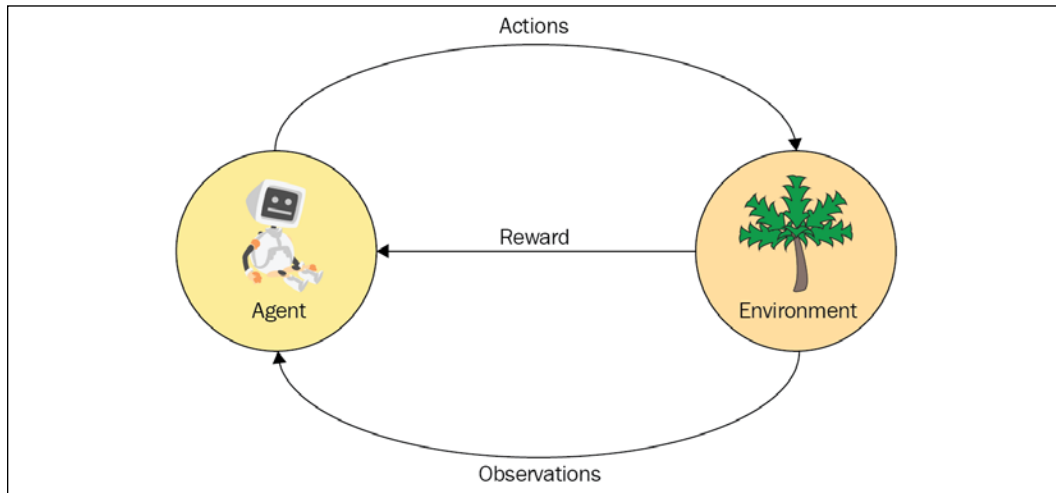 Actions
Reward
Agent
Environment
Observations